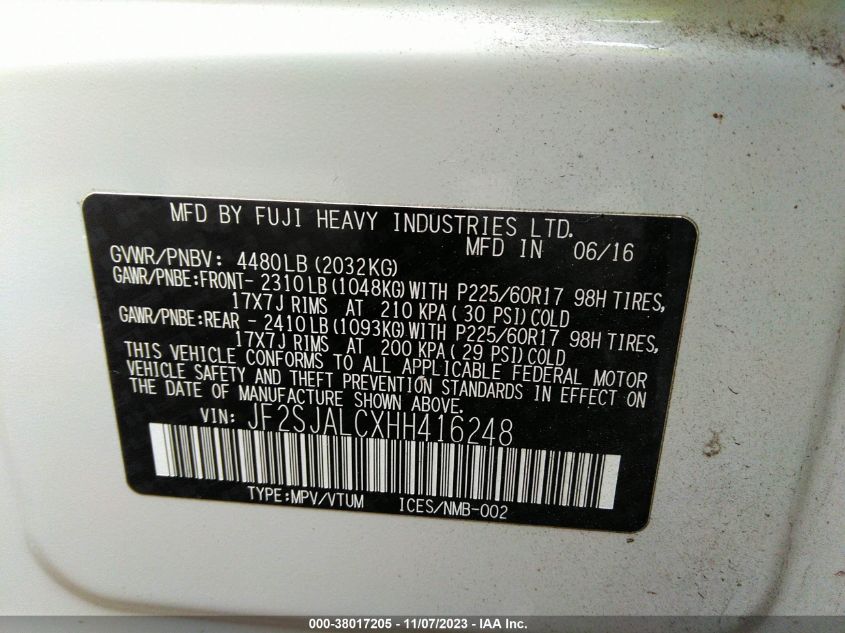 MFD BY FUJI HEAVY INDUSTRIES LTD.
MFD IN 06/16
GVWR/PNBV: 4480LB (2032KG)
GAWR/PNBE:FRONT- 2310LB (1048KG)WITH P225/60R17 98H TIRES,
17X7J RIMS AT 210 KPA ( 30 PSI)COLD
GAWR/PNBE:REAR - 2410LB (1093KG)WITH P225/60R17 98H TIRES,
17X7J RIMS AT 200 KPA ( 29 PSI)COLD
THIS VEHICLE CONFORMS TO ALL APPLICABLE FEDERAL MOTOR
VEHICLE SAFETY AND THEFT PREVENTION STANDARDS IN EFFECT ON
THE DATE OF MANUFACTURE SHOWN ABOVE.
VIN: JF2SJALCXHH416248
TYPE:MPV/VTUM ICES/NMB-002
000-38017205 - 11/07/2023 - IAA Inc.